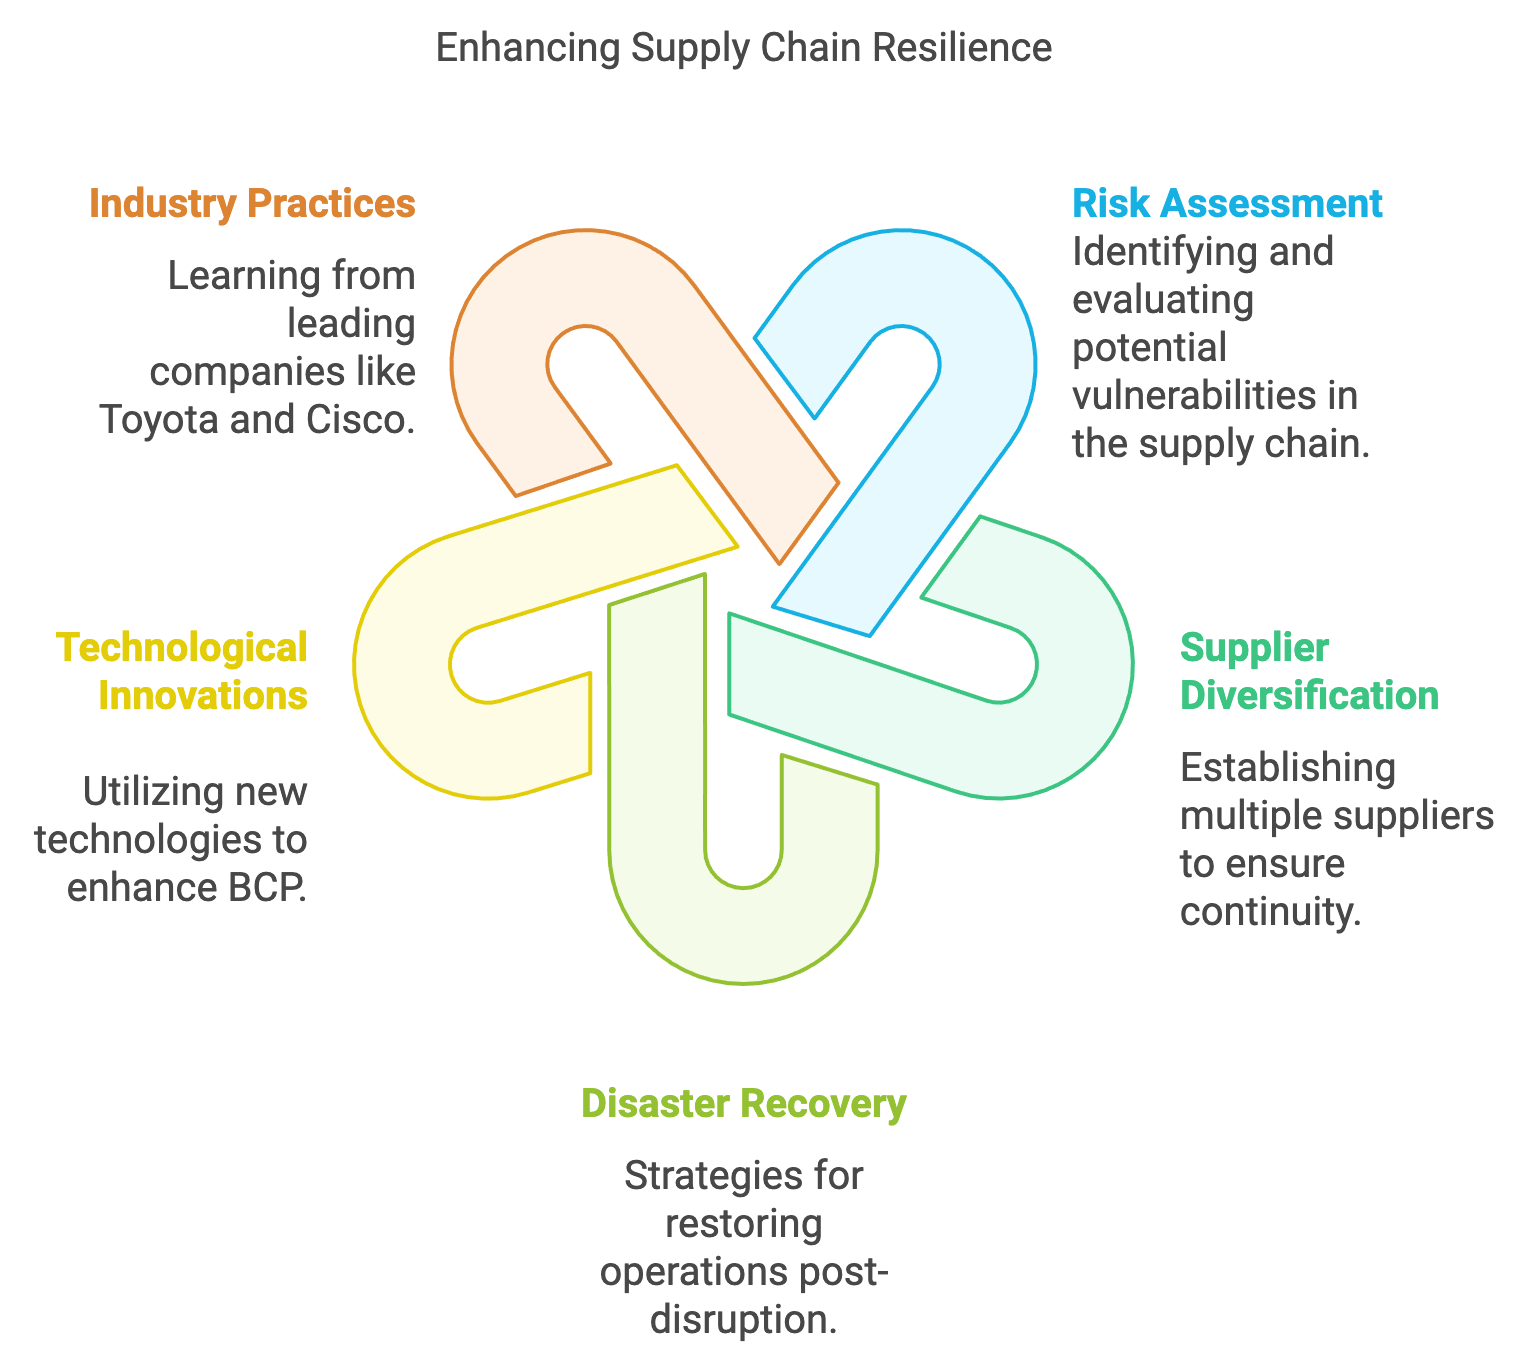 Enhancing Supply Chain Resilience
Industry Practices
Learning from
leading
companies like
Toyota and Cisco.
Risk Assessment
Identifying and
evaluating
potential
vulnerabilities in
the supply chain.
Technological
Innovations
Utilizing new
technologies to
enhance BCP.
Supplier
Diversification
Establishing
multiple suppliers
to ensure
continuity.
Disaster Recovery
Strategies for
restoring
operations post-
disruption.